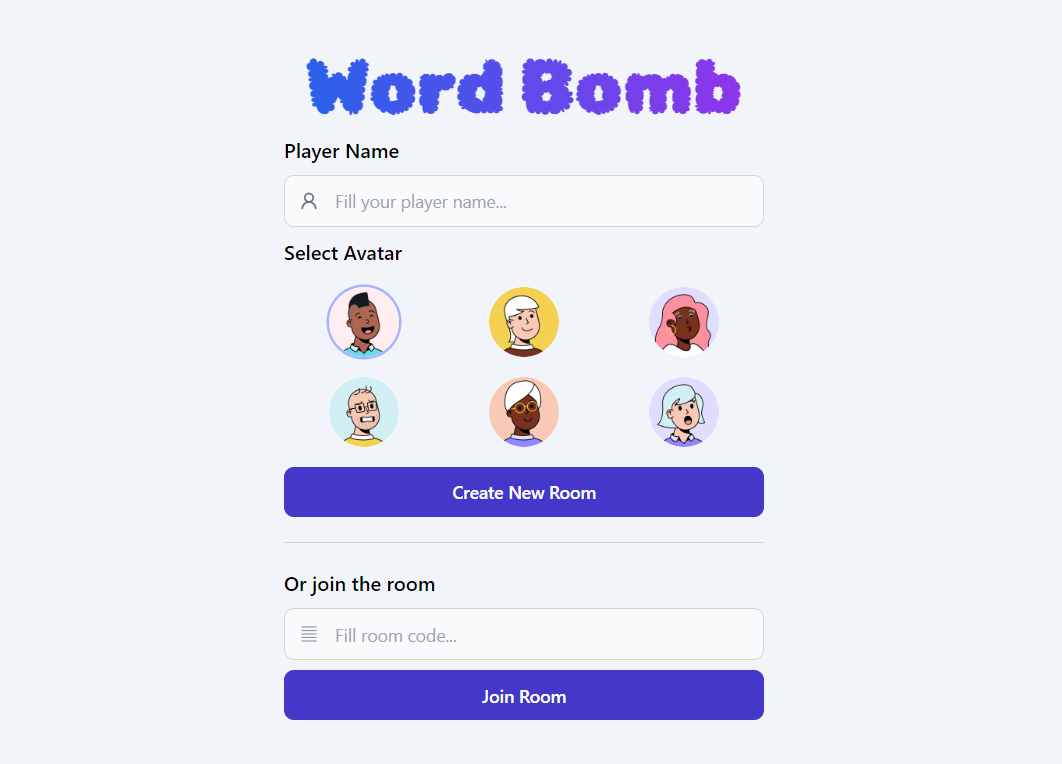 Word Bomb
Player Name
Fill your player name...
Select Avatar
Create New Room
Or join the room
Fill room code...
Join Room